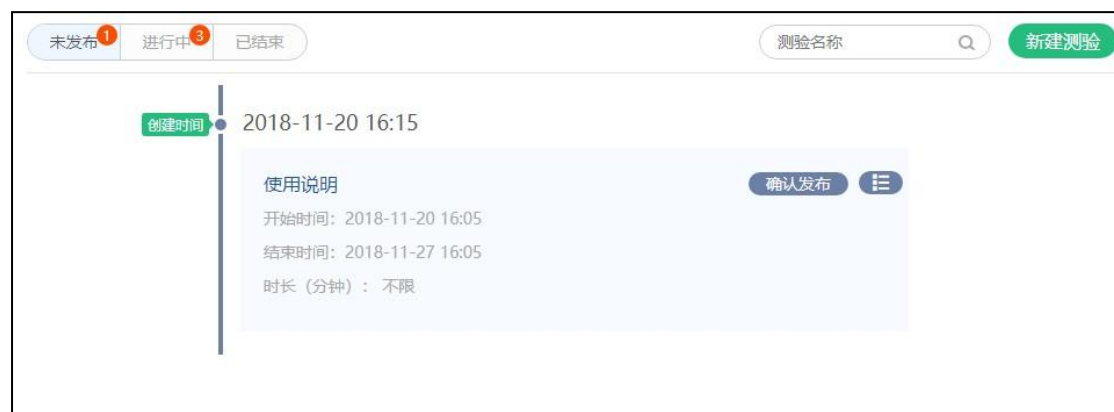 未发布 1 进行中 3 已结束 测验名称 新建测验
创建时间 2018-11-20 16:15
使用说明 确认发布
开始时间：2018-11-20 16:05
结束时间：2018-11-27 16:05
时长（分钟）：不限